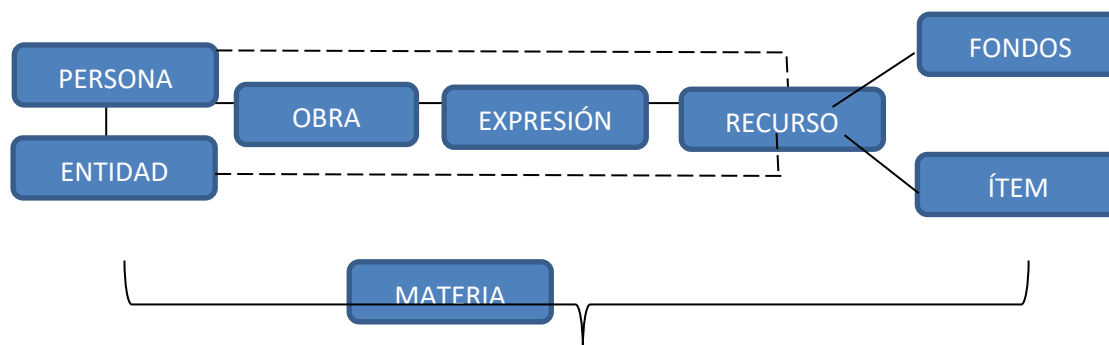 PERSONA
ENTIDAD
OBRA
EXPRESIÓN
RECURSO
FONDOS
ÍTEM
MATERIA